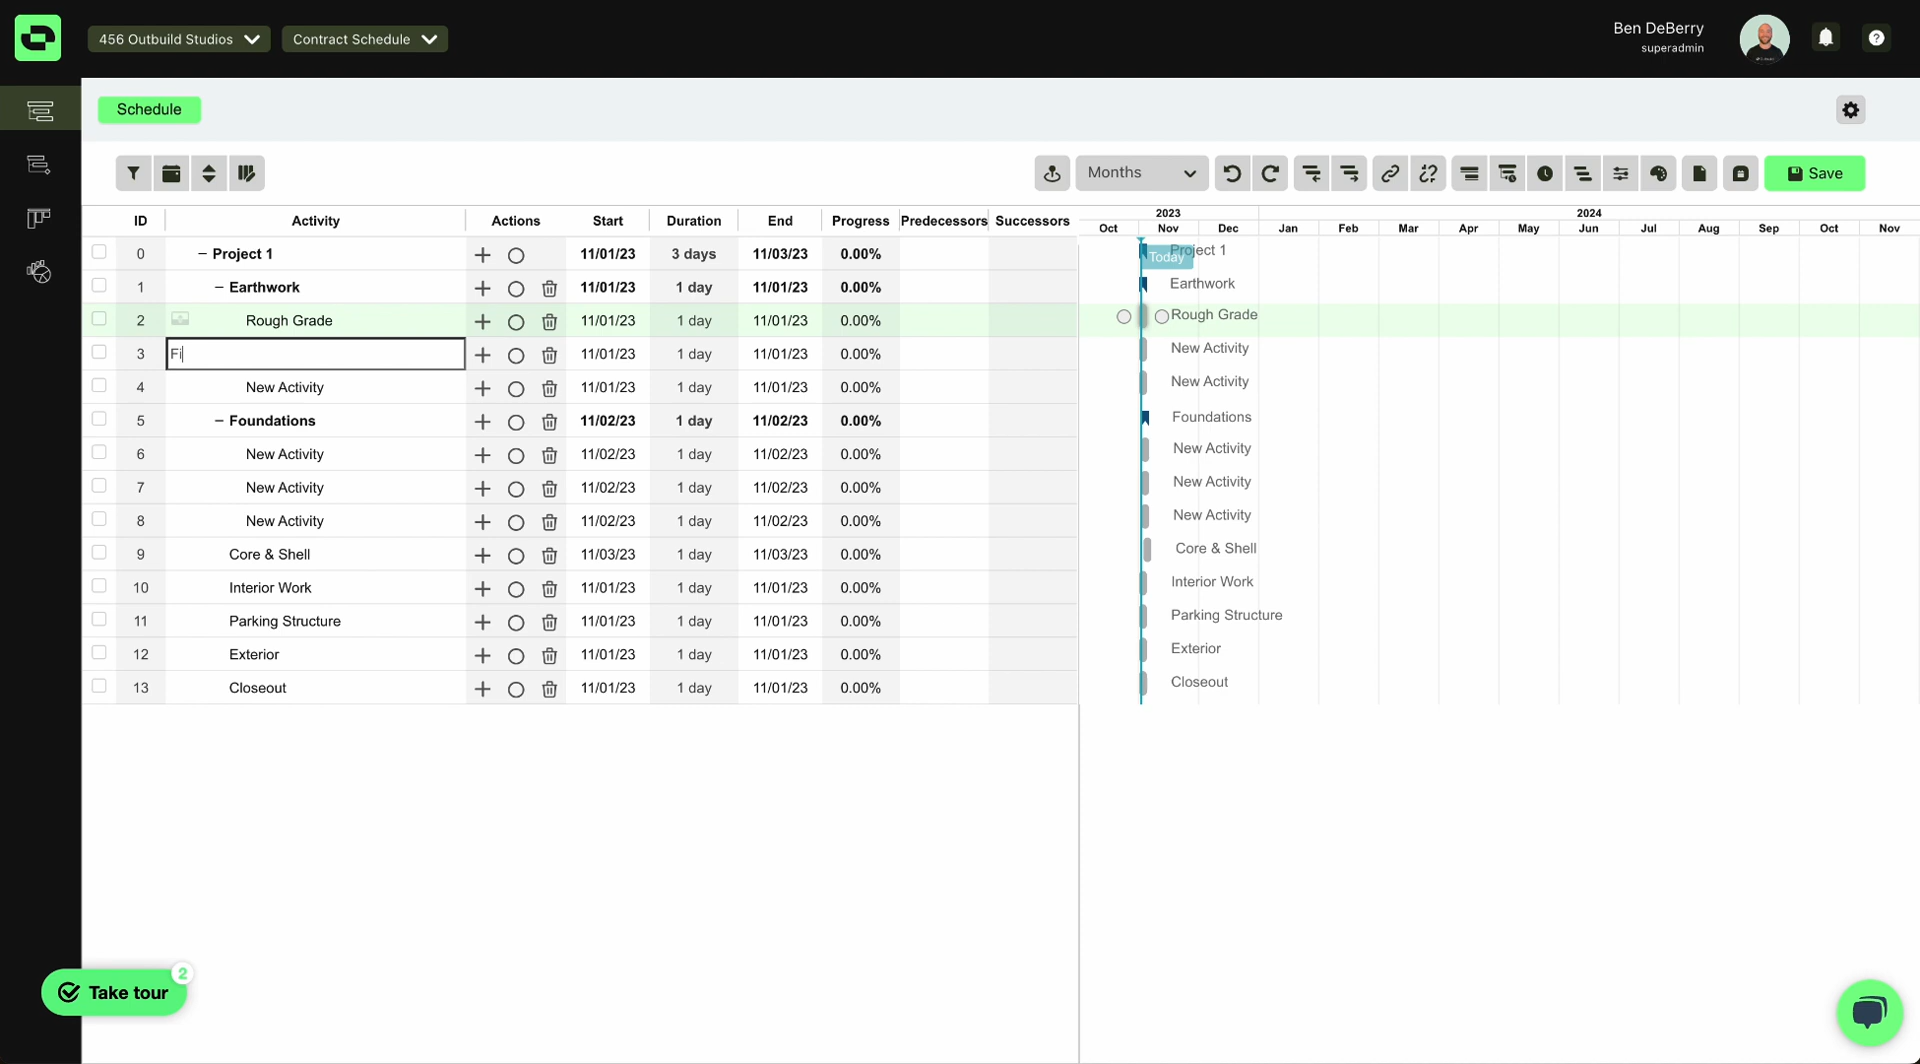 456 Outbuild Studios
Contract Schedule
Ben DeBerry
superadmin
Schedule
Months
Save
ID Activity Actions Start Duration End Progress Predecessors Successors
2023 2024
Oct Nov Dec Jan Feb Mar Apr May Jun Jul Aug Sep Oct Nov
0 – Project 1 11/01/23 3 days 11/03/23 0.00% Project 1
Today
1 – Earthwork 11/01/23 1 day 11/01/23 0.00% Earthwork
2 Rough Grade 11/01/23 1 day 11/01/23 0.00% Rough Grade
3 Fi 11/01/23 1 day 11/01/23 0.00% New Activity
4 New Activity 11/01/23 1 day 11/01/23 0.00% New Activity
5 – Foundations 11/02/23 1 day 11/02/23 0.00% Foundations
6 New Activity 11/02/23 1 day 11/02/23 0.00% New Activity
7 New Activity 11/02/23 1 day 11/02/23 0.00% New Activity
8 New Activity 11/02/23 1 day 11/02/23 0.00% New Activity
9 Core & Shell 11/03/23 1 day 11/03/23 0.00% Core & Shell
10 Interior Work 11/01/23 1 day 11/01/23 0.00% Interior Work
11 Parking Structure 11/01/23 1 day 11/01/23 0.00% Parking Structure
12 Exterior 11/01/23 1 day 11/01/23 0.00% Exterior
13 Closeout 11/01/23 1 day 11/01/23 0.00% Closeout
2
Take tour